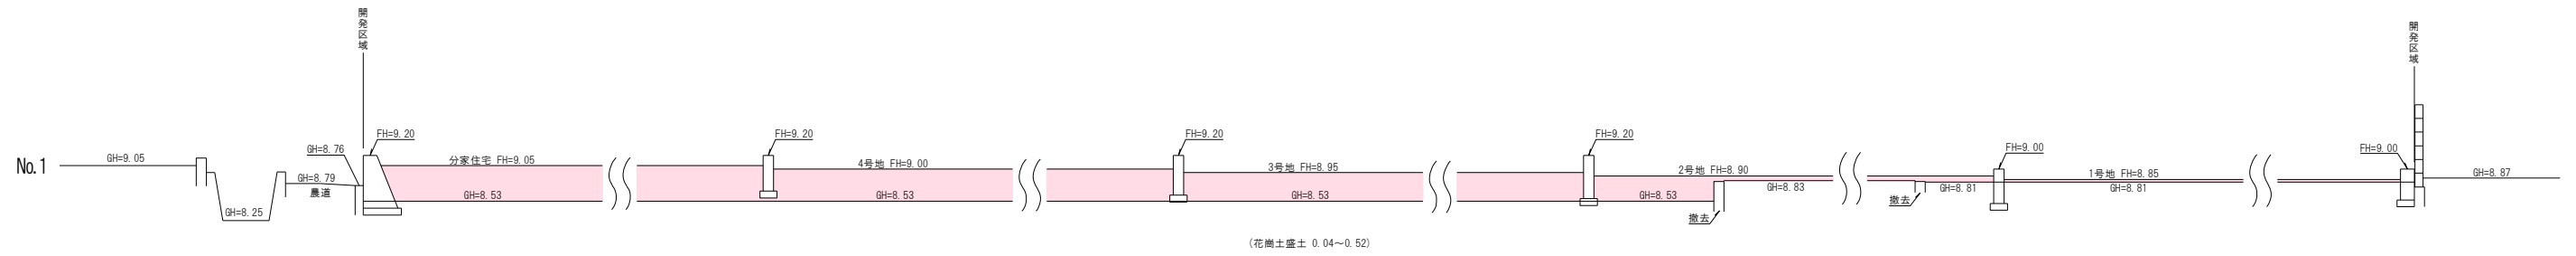 開発区域
開発区域
FH=9.20
FH=9.20
FH=9.20
FH=9.20
FH=9.00
FH=9.00
No.1
GH=9.05
GH=8.76
GH=8.79
農道
GH=8.25
分家住宅 FH=9.05
GH=8.53
4号地 FH=9.00
GH=8.53
3号地 FH=8.95
GH=8.53
2号地 FH=8.90
GH=8.53
撤去
GH=8.83
撤去
GH=8.81
1号地 FH=8.85
GH=8.81
GH=8.87
(花崗土盛土 0.04～0.52)